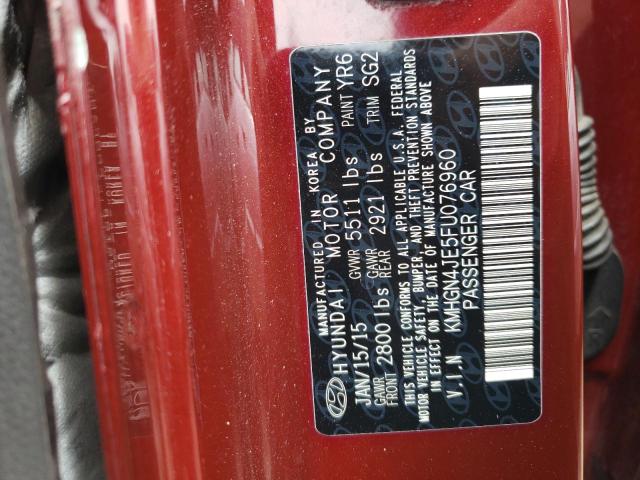 MANUFACTURED IN KOREA BY
HYUNDAI MOTOR COMPANY
JAN/15/15 GVWR 5511 lbs PAINT YR6
GAWR FRONT 2800 lbs GAWR REAR 2921 lbs TRIM SG2
THIS VEHICLE CONFORMS TO ALL APPLICABLE U.S.A. FEDERAL
MOTOR VEHICLE SAFETY, BUMPER, AND THEFT PREVENTION STANDARDS
IN EFFECT ON THE DATE OF MANUFACTURE SHOWN ABOVE
V.I.N KMHGN4JE5FU076960
PASSENGER CAR